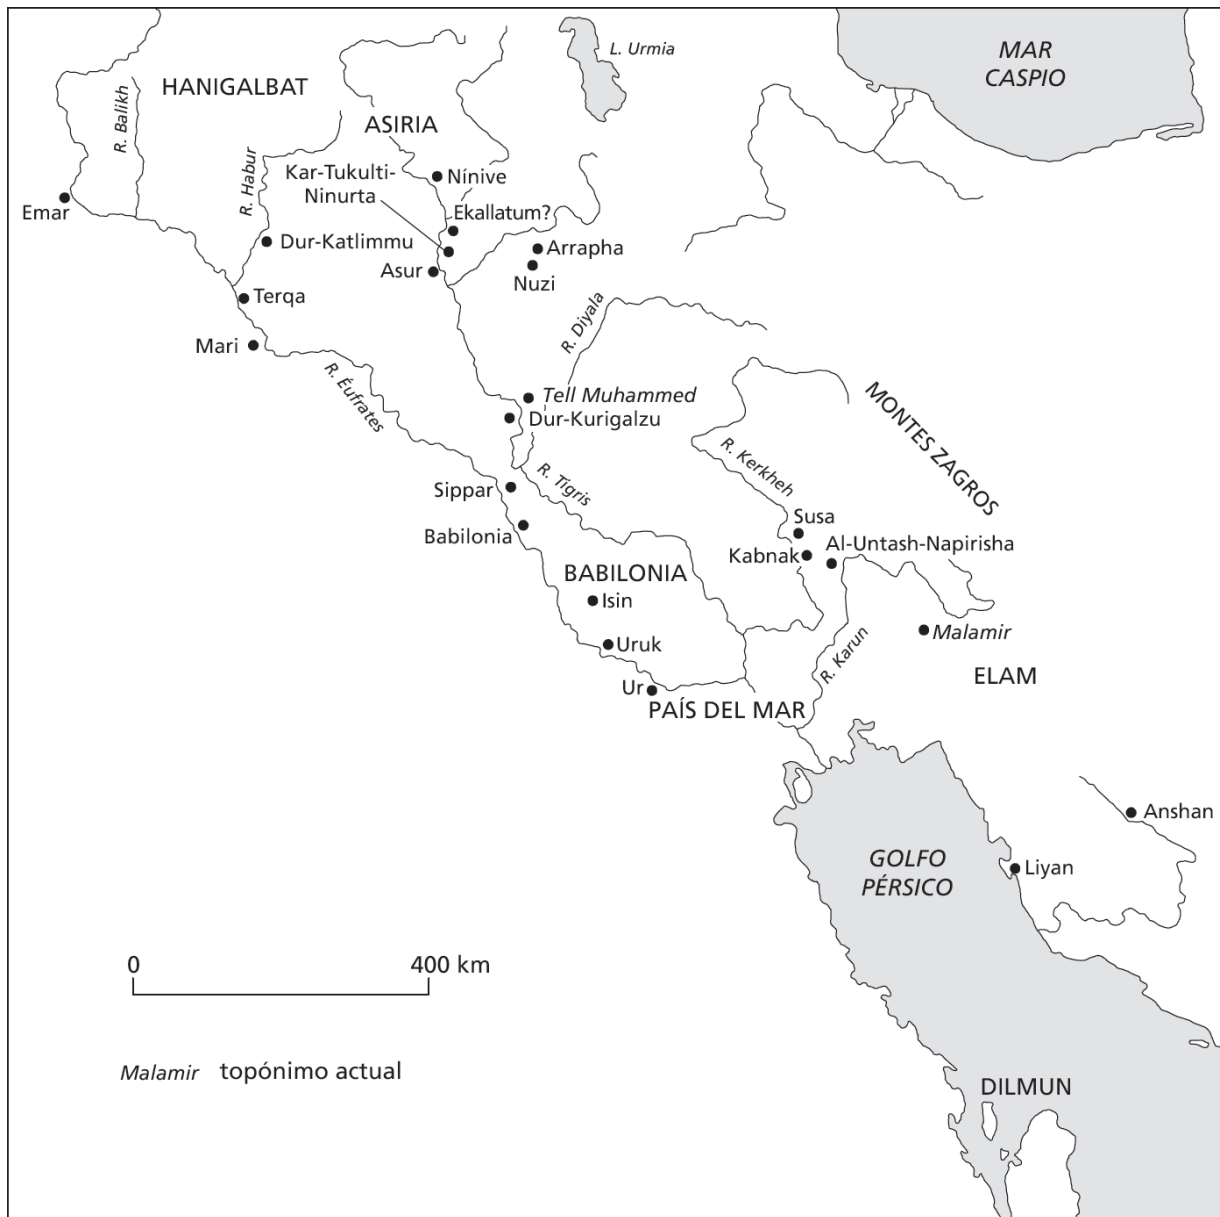 L. Urmia
MAR
CASPIO
HANIGALBAT
R. Balikh
ASIRIA
R. Habur
Kar-Tukulti-
Ninurta
Nínive
Emar
Ekallatum?
Dur-Katlimmu
Arrapha
Asur
Nuzi
Terqa
R. Diyala
Mari
R. Éufrates
Tell Muhammed
Dur-Kurigalzu
MONTES ZAGROS
R. Kerkheh
R. Tigris
Sippar
Susa
Babilonia
Al-Untash-Napirisha
Kabnak
BABILONIA
Isin
Uruk
Malamir
R. Karun
ELAM
Ur
PAÍS DEL MAR
Anshan
GOLFO
PÉRSICO
Liyan
0 400 km
Malamir topónimo actual
DILMUN